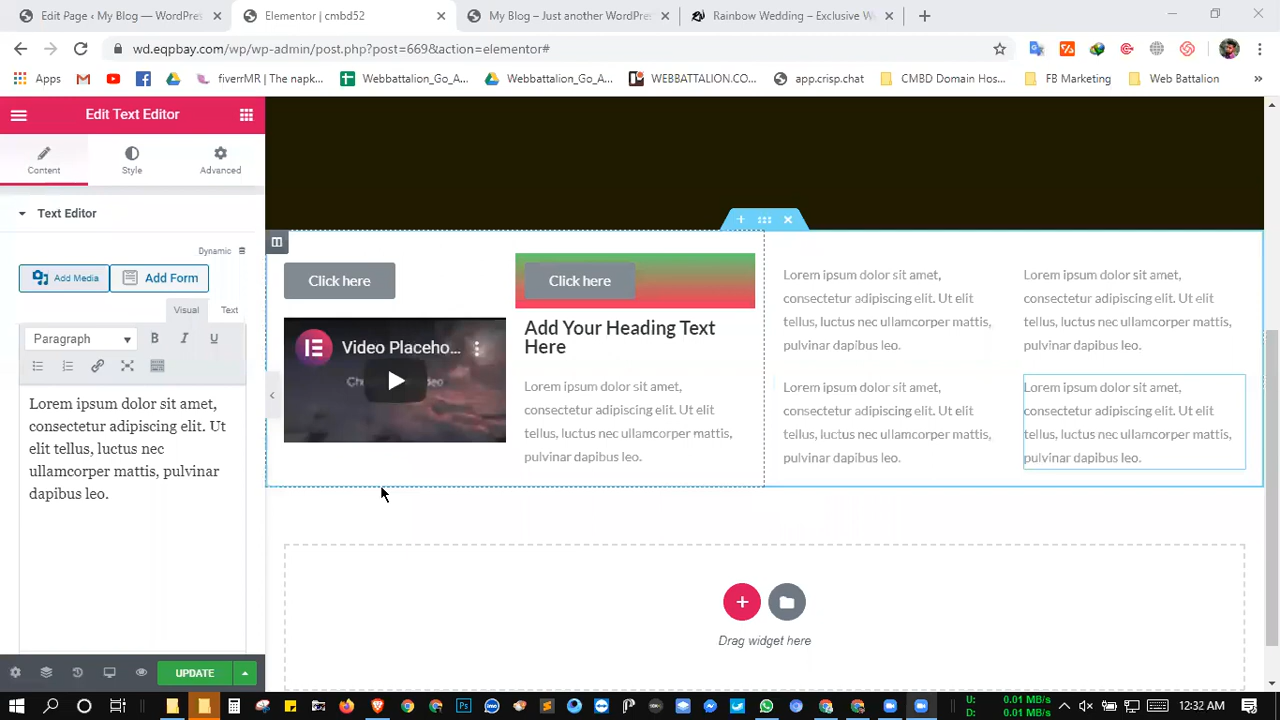 Edit Page ‹ My Blog — WordPre
Elementor | cmbd52
My Blog – Just another WordPre
Rainbow Wedding – Exclusive W
wd.eqpbay.com/wp/wp-admin/post.php?post=669&action=elementor#
Apps
fiverrMR | The napk...
Webbattalion_Go_A...
Webbattalion_Go_A...
WEBBATTALION.CO...
app.crisp.chat
CMBD Domain Hos...
FB Marketing
Web Battalion
»
Edit Text Editor
Content
Style
Advanced
Text Editor
Dynamic
Add Media
Add Form
Visual
Text
Paragraph
B I U
Lorem ipsum dolor sit amet,
consectetur adipiscing elit. Ut
elit tellus, luctus nec
ullamcorper mattis, pulvinar
dapibus leo.
UPDATE
Click here
Video Placeho...
Click here
Add Your Heading Text
Here
Lorem ipsum dolor sit amet,
consectetur adipiscing elit. Ut elit
tellus, luctus nec ullamcorper mattis,
pulvinar dapibus leo.
Lorem ipsum dolor sit amet,
consectetur adipiscing elit. Ut elit
tellus, luctus nec ullamcorper mattis,
pulvinar dapibus leo.
Lorem ipsum dolor sit amet,
consectetur adipiscing elit. Ut elit
tellus, luctus nec ullamcorper mattis,
pulvinar dapibus leo.
Lorem ipsum dolor sit amet,
consectetur adipiscing elit. Ut elit
tellus, luctus nec ullamcorper mattis,
pulvinar dapibus leo.
Lorem ipsum dolor sit amet,
consectetur adipiscing elit. Ut elit
tellus, luctus nec ullamcorper mattis,
pulvinar dapibus leo.
Drag widget here
U: 0.01 MB/s
D: 0.01 MB/s
12:32 AM